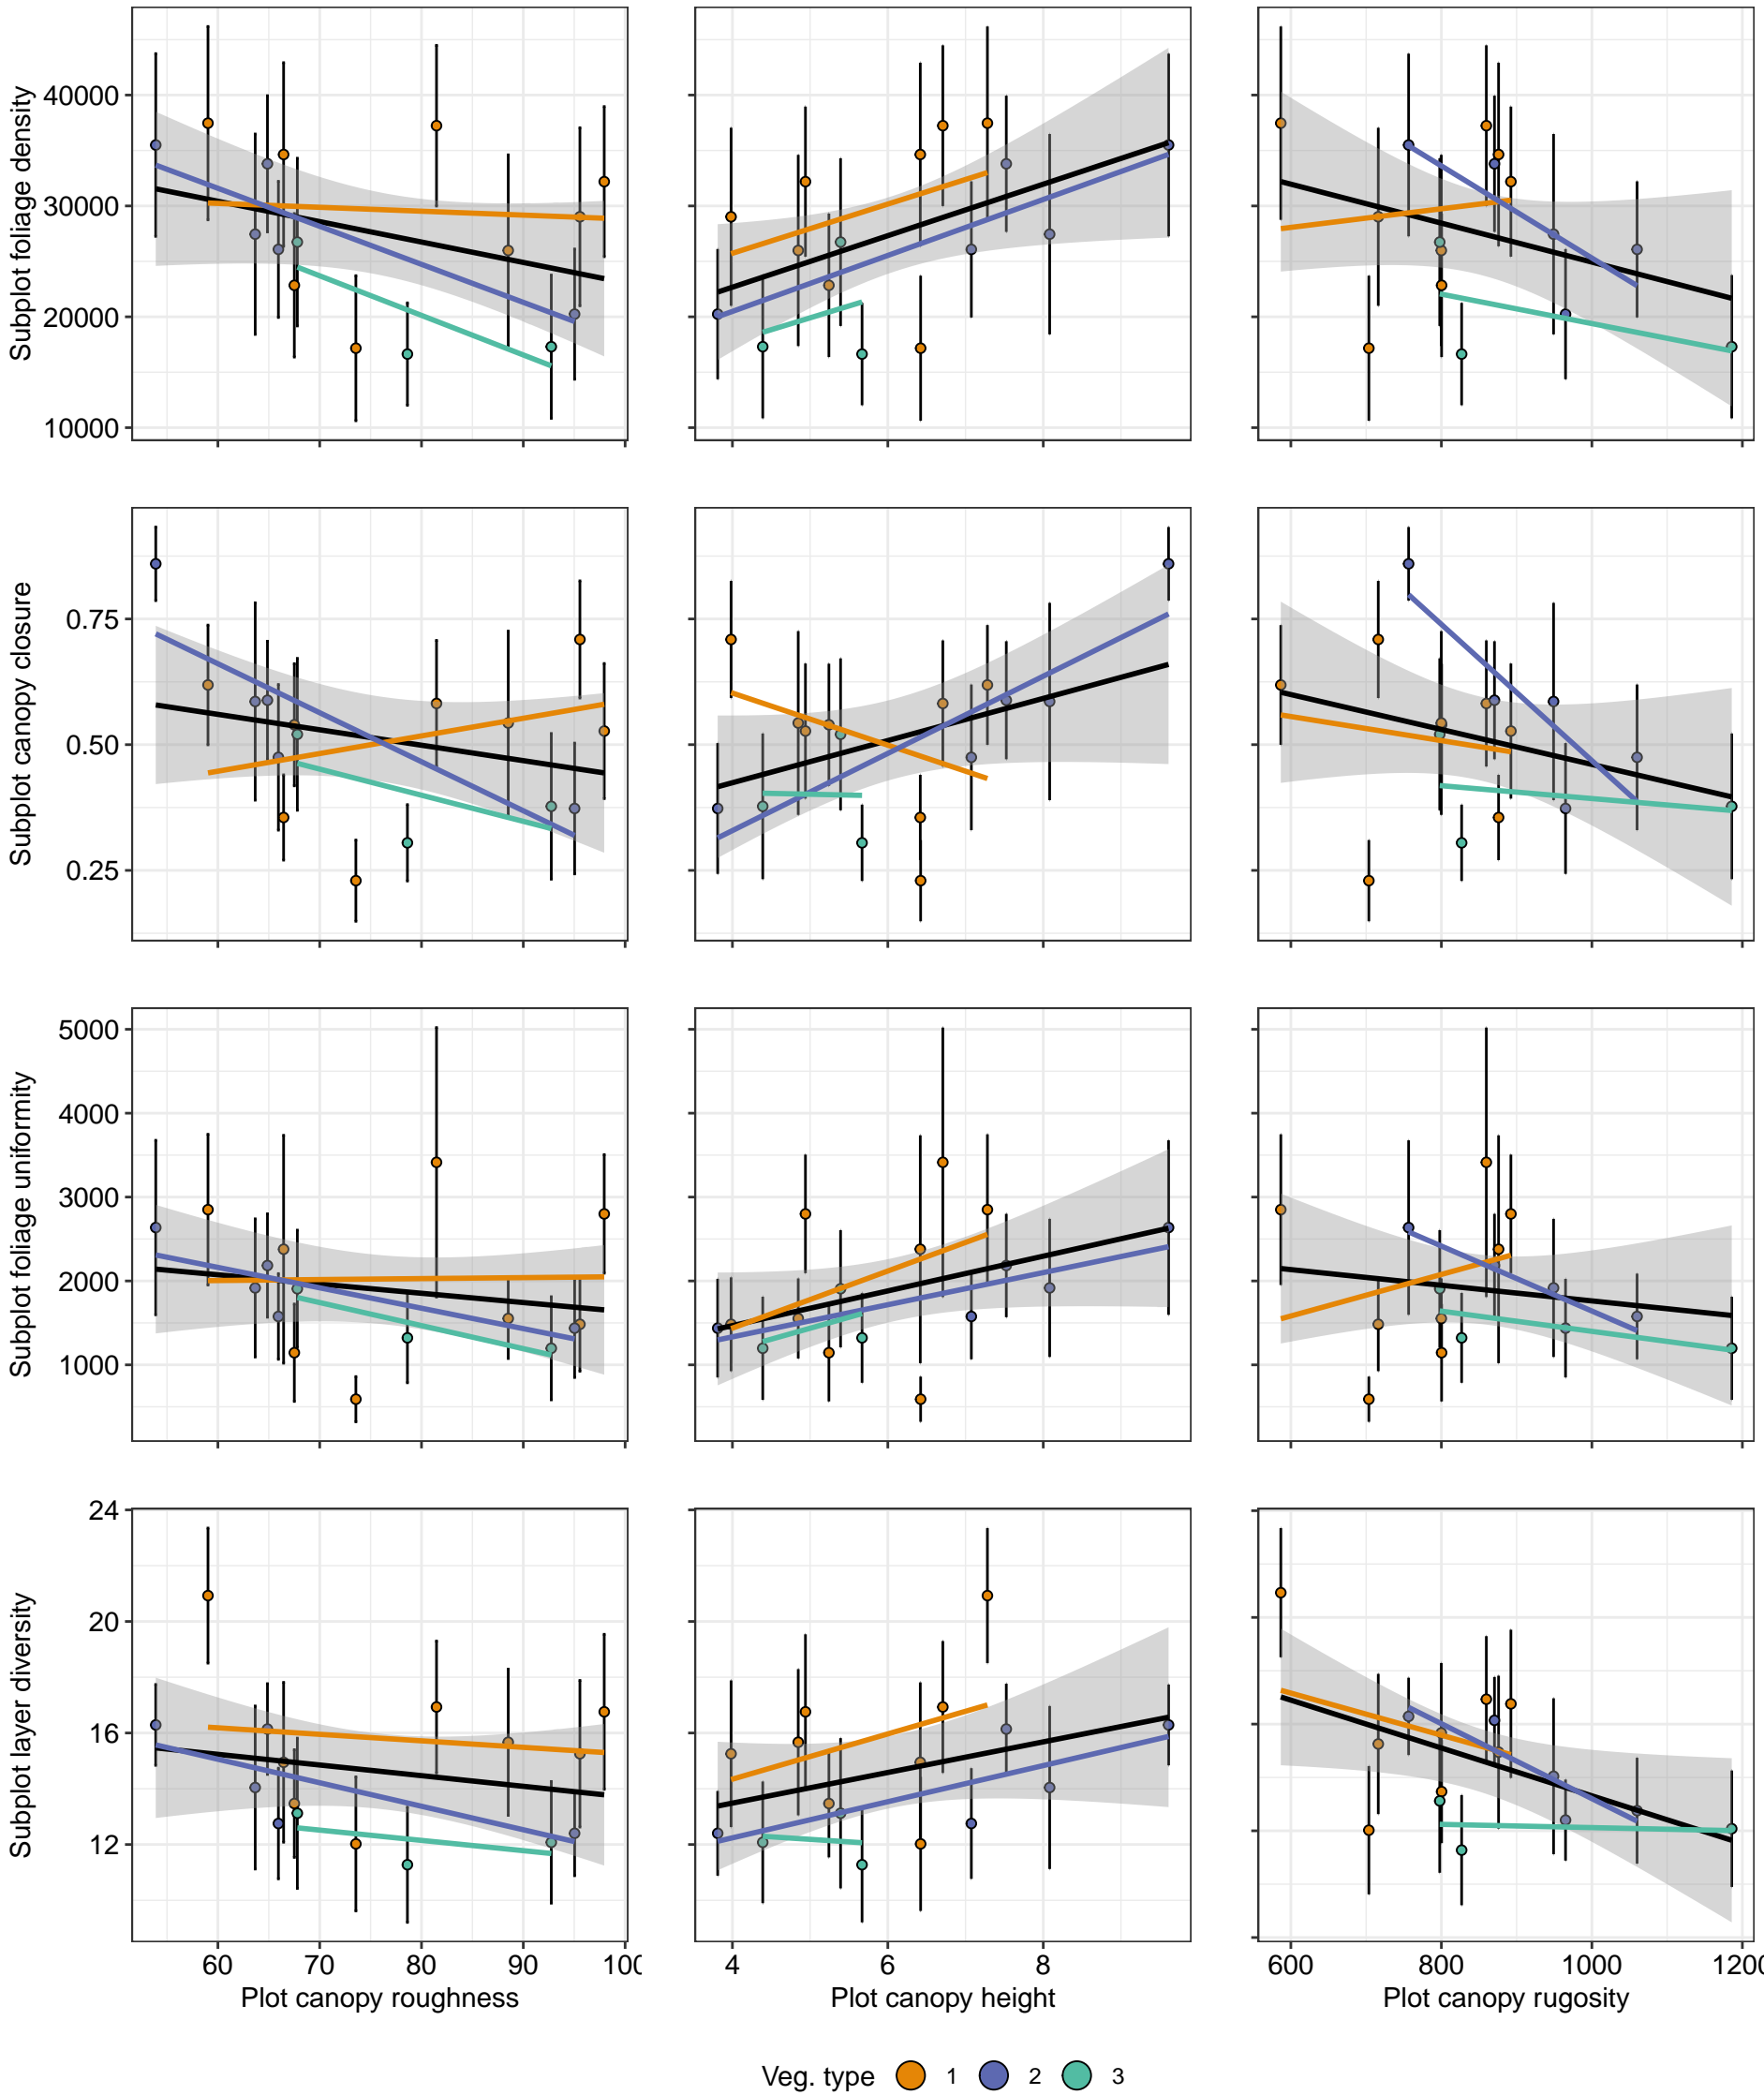 Subplot foliage density
40000
30000
20000
10000
Subplot canopy closure
0.75
0.50
0.25
Subplot foliage uniformity
5000
4000
3000
2000
1000
Subplot layer diversity
24
20
16
12
60 70 80 90 100
4 6 8
600 800 1000 1200
Plot canopy roughness
Plot canopy height
Plot canopy rugosity
Veg. type 1 2 3